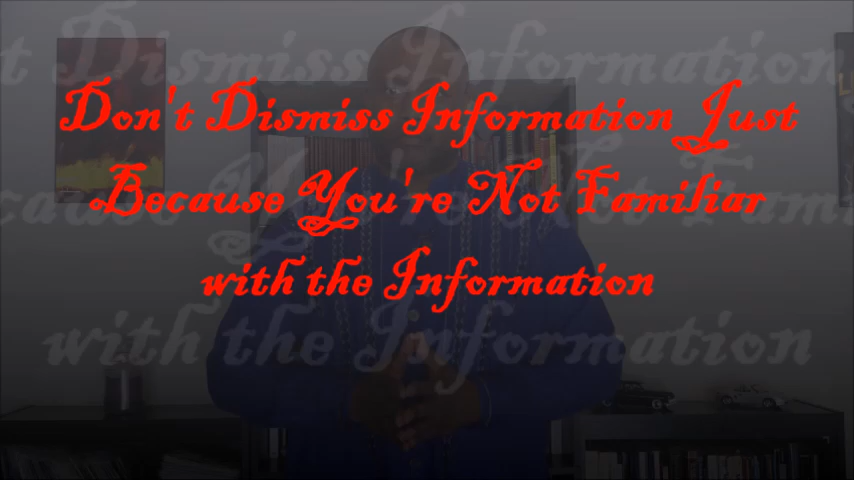 Don't Dismiss Information Just
Because You're Not Familiar
with the Information